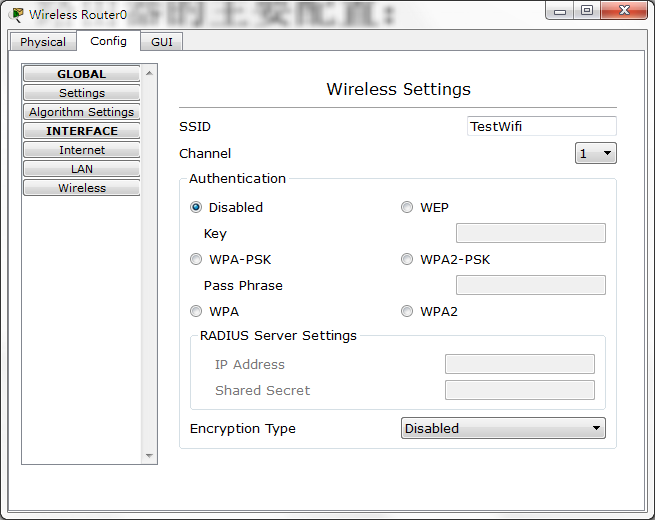 Wireless Router0
的主要配置：
Physical
Config
GUI
GLOBAL
Settings
Algorithm Settings
INTERFACE
Internet
LAN
Wireless
Wireless Settings
SSID
TestWifi
Channel
1
Authentication
Disabled
WEP
Key
WPA-PSK
WPA2-PSK
Pass Phrase
WPA
WPA2
RADIUS Server Settings
IP Address
Shared Secret
Encryption Type
Disabled